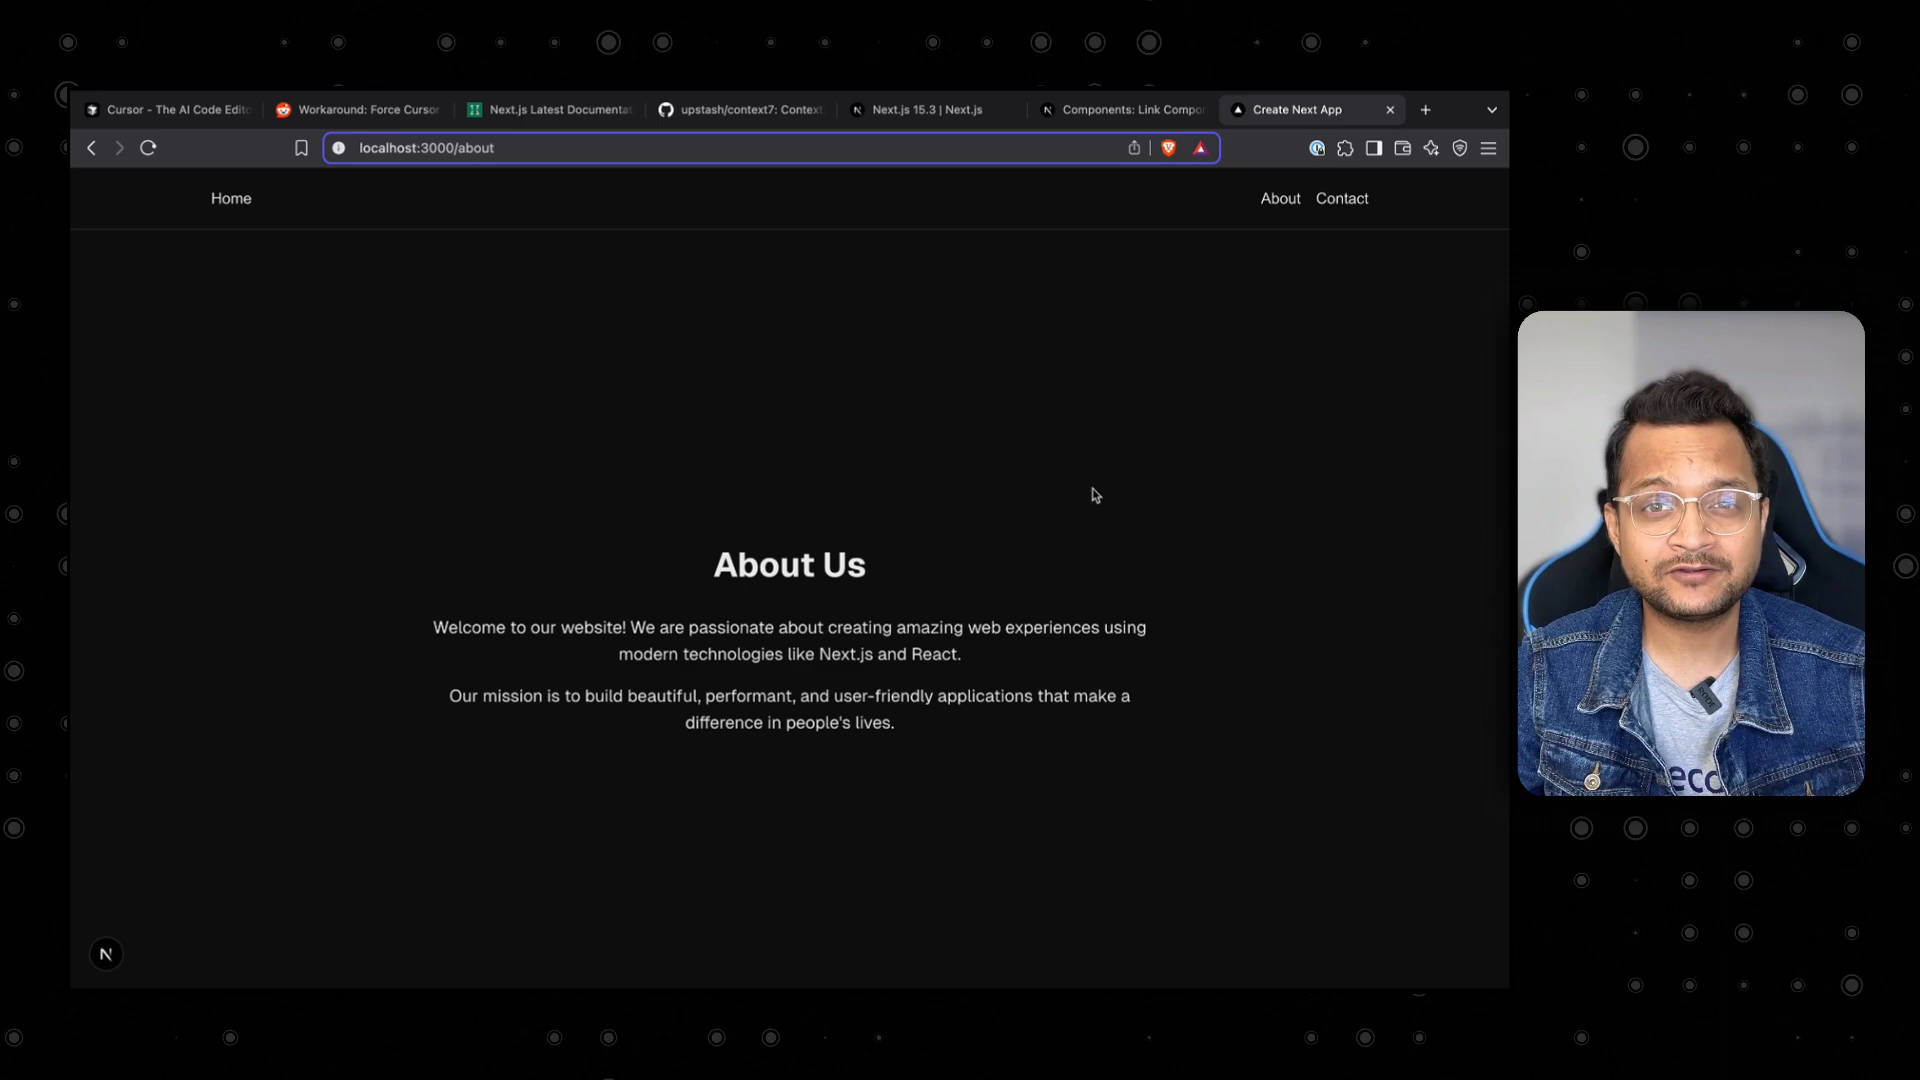 Cursor - The AI Code Edito
Workaround: Force Cursor
Next.js Latest Documentat
upstash/context7: Context
Next.js 15.3 | Next.js
Components: Link Compon
Create Next App
localhost:3000/about
Home
About
Contact
About Us
Welcome to our website! We are passionate about creating amazing web experiences using
modern technologies like Next.js and React.
Our mission is to build beautiful, performant, and user-friendly applications that make a
difference in people's lives.
N